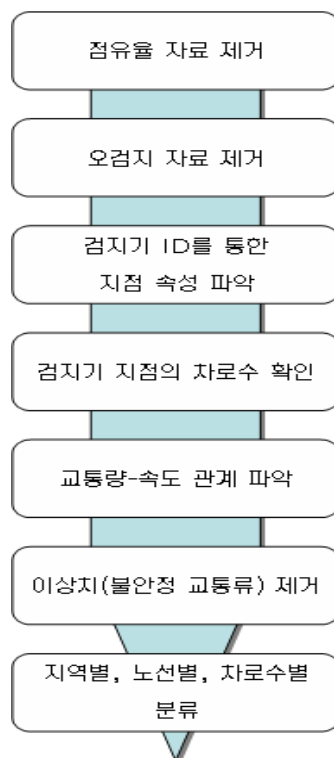 점유율 자료 제거
오검지 자료 제거
검지기 ID를 통한
지점 속성 파악
검지기 지점의 차로수 확인
교통량-속도 관계 파악
이상치(불안정 교통류) 제거
지역별, 노선별, 차로수별
분류